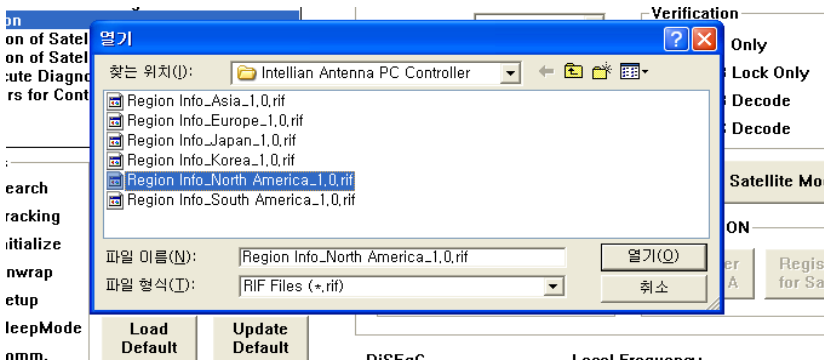 on
on of Satel
on of Satel
cute Diagno
rs for Cont
Verification
Only
Lock Only
Decode
Decode
열기
찾는 위치(I):
Intellian Antenna PC Controller
Region Info_Asia_1.0.rif
Region Info_Europe_1.0.rif
Region Info_Japan_1.0.rif
Region Info_Korea_1.0.rif
Region Info_North America_1.0.rif
Region Info_South America_1.0.rif
파일 이름(N):
Region Info_North America_1.0.rif
열기(O)
파일 형식(T):
RIF Files (*.rif)
취소
earch
racking
itialize
nwrap
etup
leepMode
omm.
Satellite Mo
ON
er
A
Regis
for Sa
Load
Default
Update
Default
DiSEqC
Local Frequency